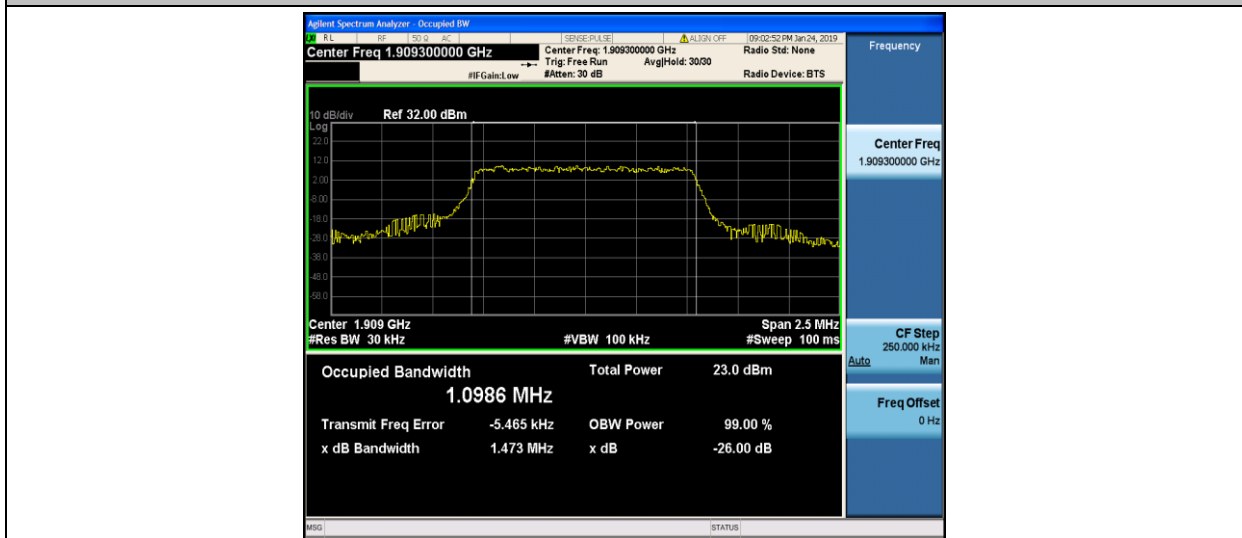 Agilent Spectrum Analyzer - Occupied BW
RL RF 50 Ω AC SENSE:PULSE ALIGN OFF 09:02:52 PM Jan 24, 2019
Center Freq 1.909300000 GHz
Center Freq: 1.909300000 GHz Radio Std: None
Trig: Free Run Avg|Hold: 30/30
#IFGain:Low #Atten: 30 dB Radio Device: BTS
10 dB/div Ref 32.00 dBm
Log
22.0
12.0
2.00
-8.00
-18.0
-28.0
-38.0
-48.0
-58.0
Center 1.909 GHz Span 2.5 MHz
#Res BW 30 kHz #VBW 100 kHz #Sweep 100 ms
Occupied Bandwidth Total Power 23.0 dBm
1.0986 MHz
Transmit Freq Error -5.465 kHz OBW Power 99.00 %
x dB Bandwidth 1.473 MHz x dB -26.00 dB
Frequency
Center Freq
1.909300000 GHz
CF Step
250.000 kHz
Auto Man
Freq Offset
0 Hz
MSG STATUS